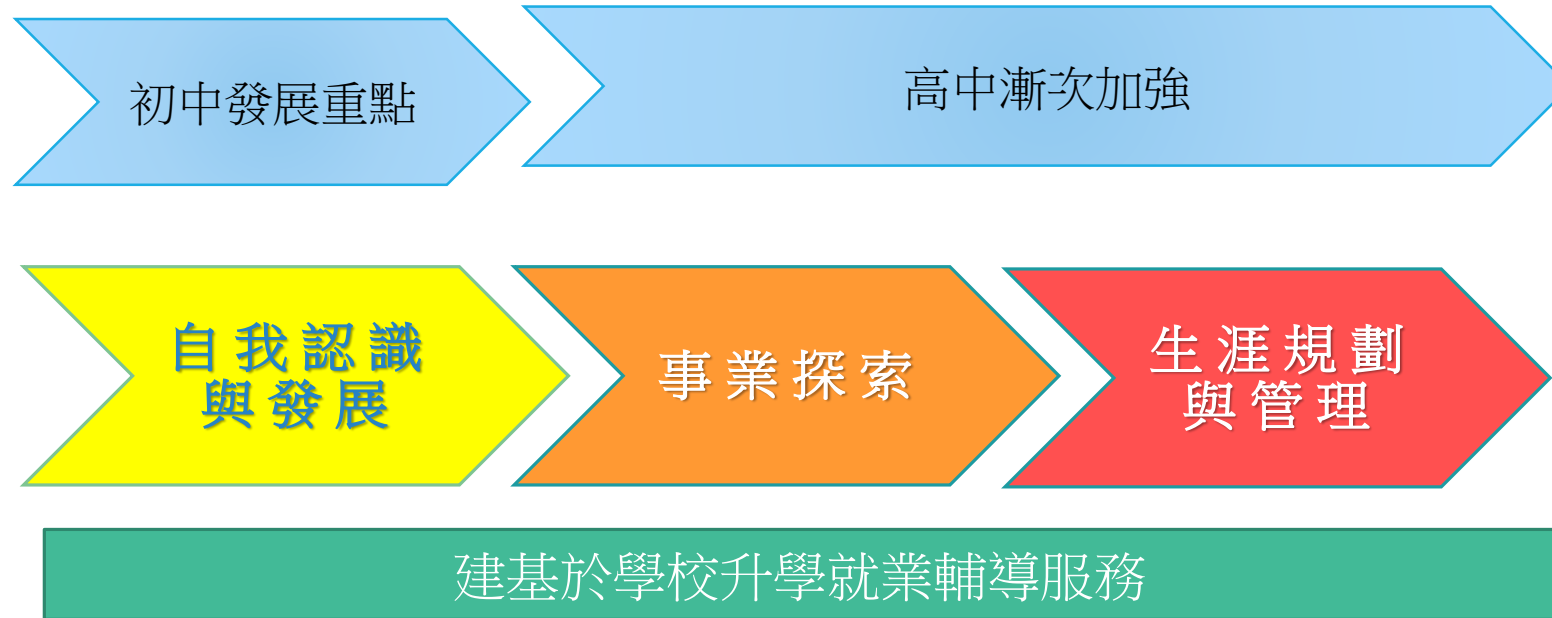 初中發展重點
高中漸次加強
自我認識
與發展
事業探索
生涯規劃
與管理
建基於學校升學就業輔導服務